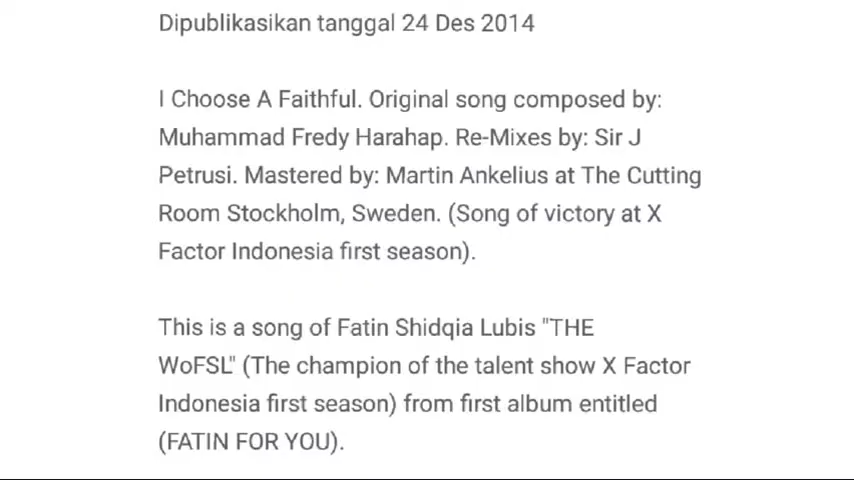 Dipublikasikan tanggal 24 Des 2014
I Choose A Faithful. Original song composed by:
Muhammad Fredy Harahap. Re-Mixes by: Sir J
Petrusi. Mastered by: Martin Ankelius at The Cutting
Room Stockholm, Sweden. (Song of victory at X
Factor Indonesia first season).
This is a song of Fatin Shidqia Lubis "THE
WoFSL" (The champion of the talent show X Factor
Indonesia first season) from first album entitled
(FATIN FOR YOU).